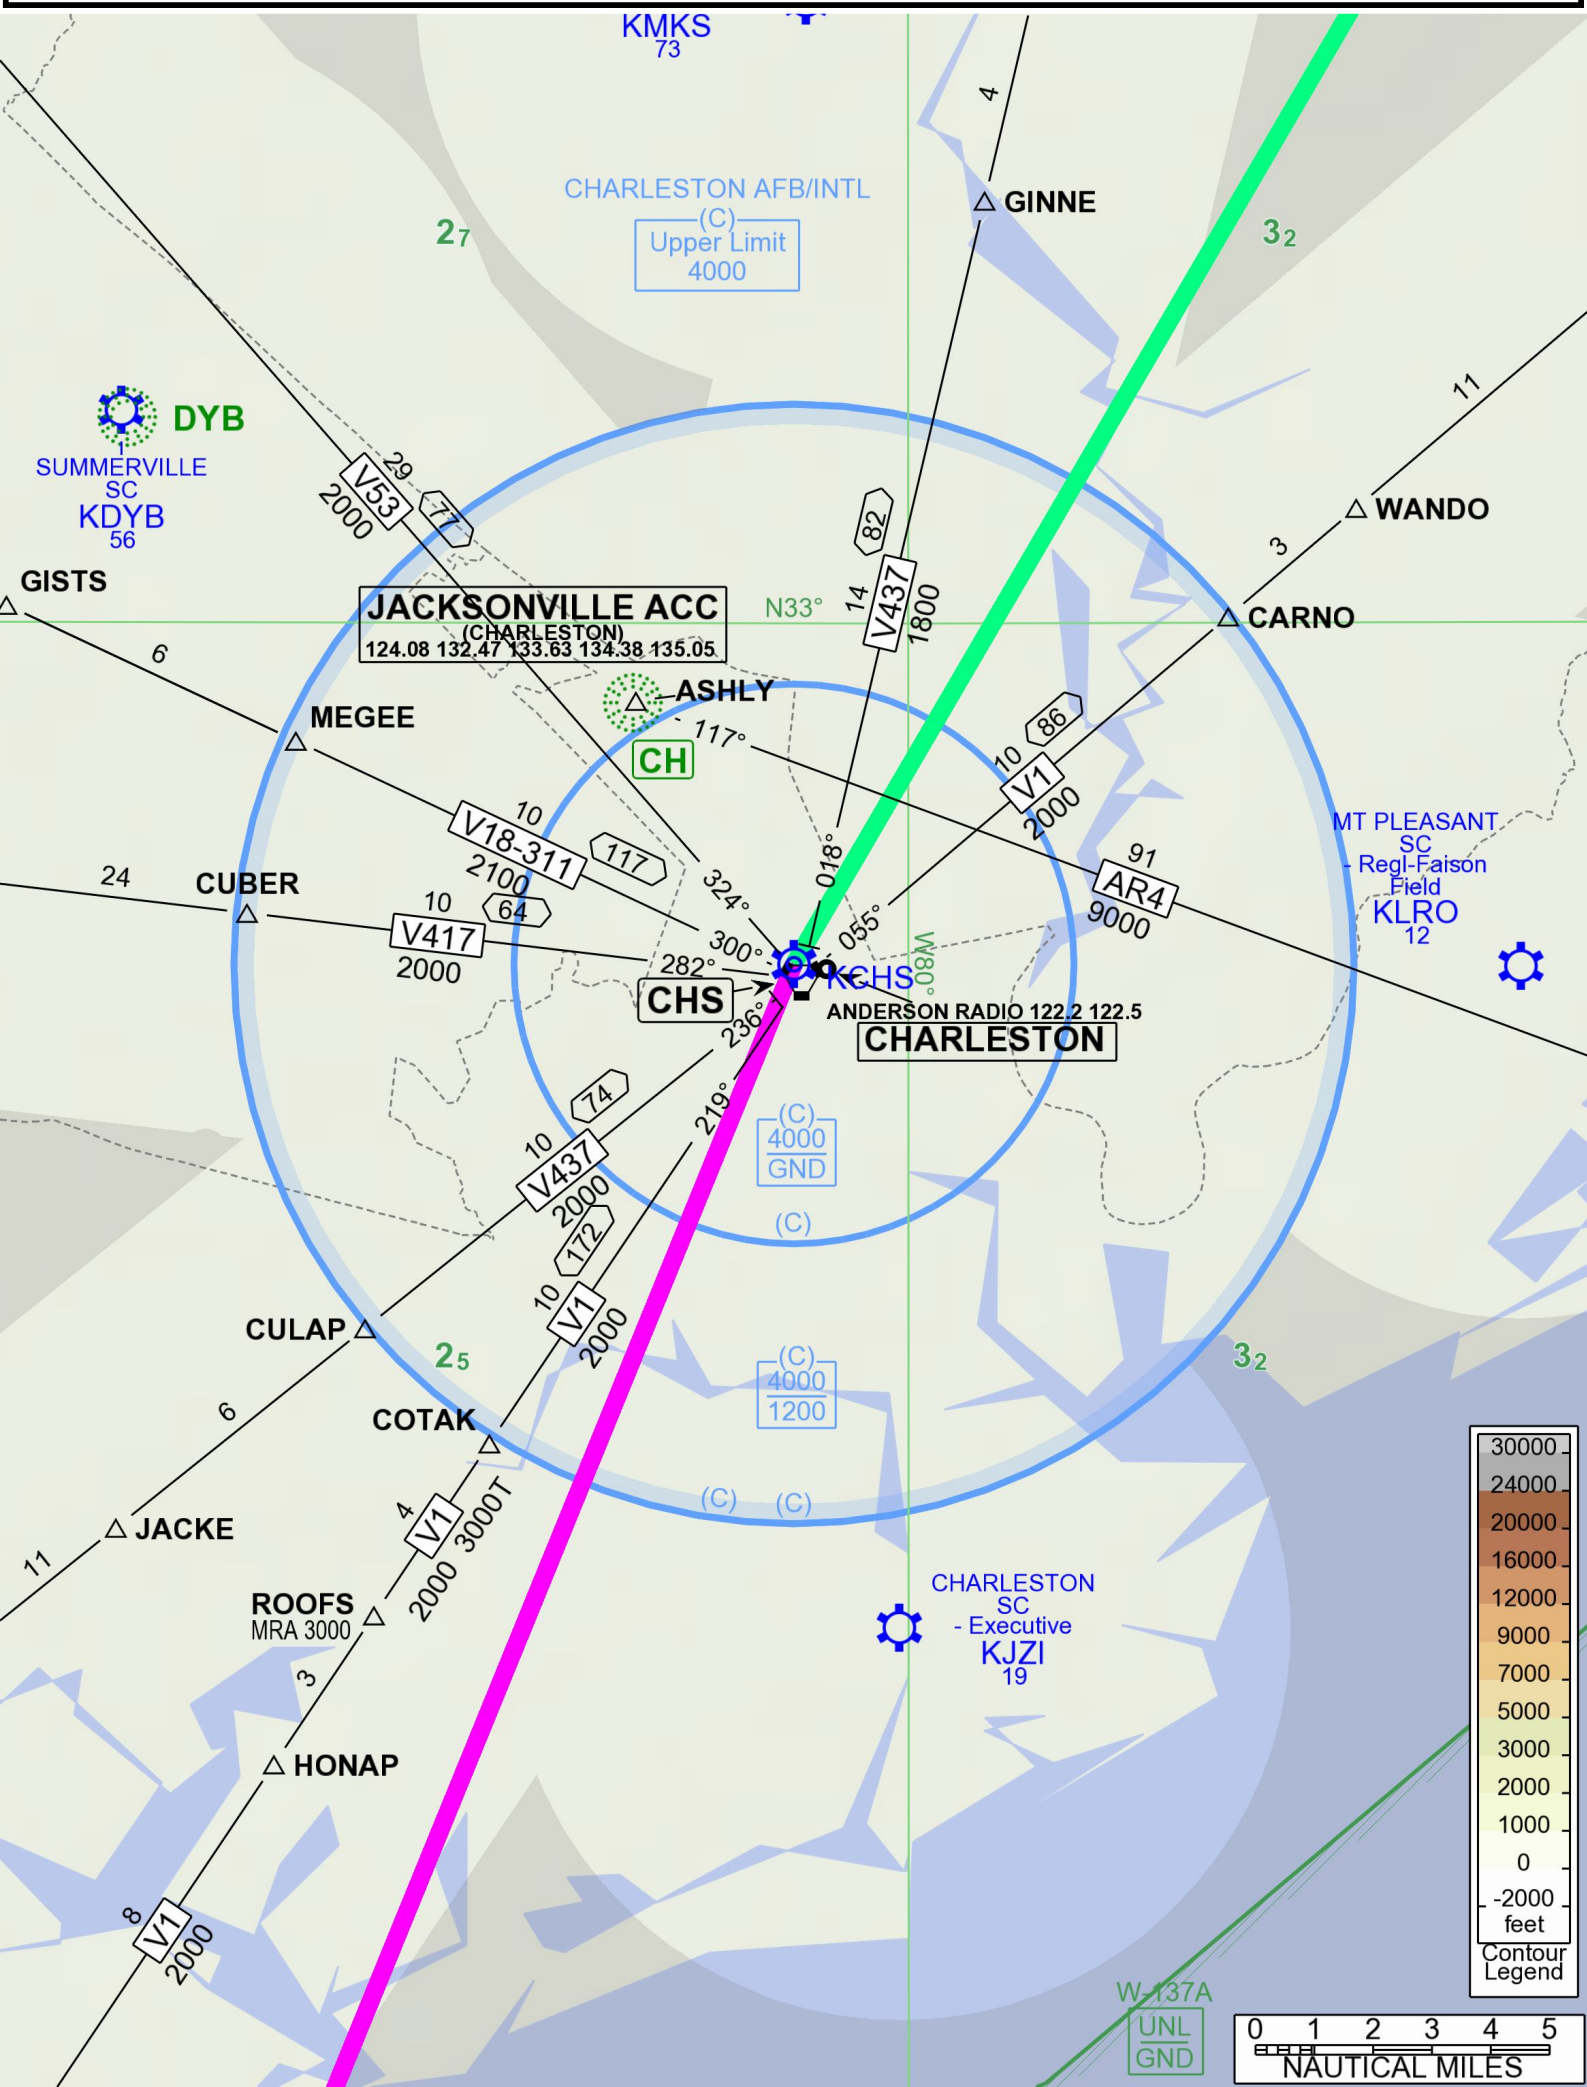 KMKS
73
4
CHARLESTON AFB/INTL
(C)
Upper Limit
4000
GINNE
27
32
11
DYB
1
SUMMERVILLE
SC
KDYB
56
29
V53
2000
77
82
14
V437
1800
WANDO
3
GISTS
JACKSONVILLE ACC
(CHARLESTON)
124.08 132.47 133.63 134.38 135.05
N33°
CARNO
6
MEGEE
ASHLY
CH
117°
86
10
V1
2000
10
V18-311
2100
117
91
AR4
9000
MT PLEASANT
SC
- Regl-Faison
Field
KLRO
12
24
CUBER
10
64
V417
2000
324°
300°
282°
018°
055°
W80°
CHS
KCHS
236°
ANDERSON RADIO 122.2 122.5
CHARLESTON
219°
74
10
V437
2000
(C)
4000
GND
(C)
172
10
V1
2000
CULAP
25
32
(C)
4000
1200
6
COTAK
(C)
(C)
JACKE
11
4
V1
2000 3000T
ROOFS
MRA 3000
3
HONAP
CHARLESTON
SC
- Executive
KJZI
19
8
V1
2000
30000
24000
20000
16000
12000
9000
7000
5000
3000
2000
1000
0
-2000
feet
Contour
Legend
W-137A
UNL
GND
0 1 2 3 4 5
NAUTICAL MILES